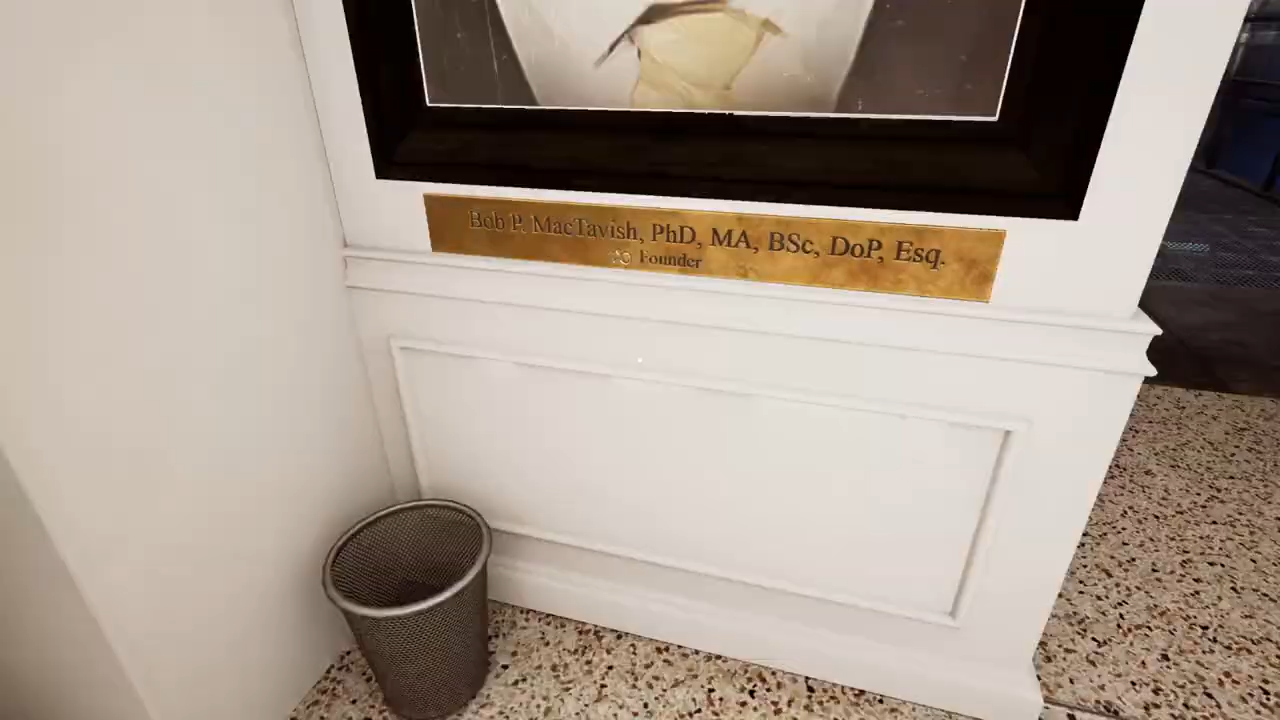 Bob P. MacTavish, PhD, MA, BSc, DoP, Esq.
Founder